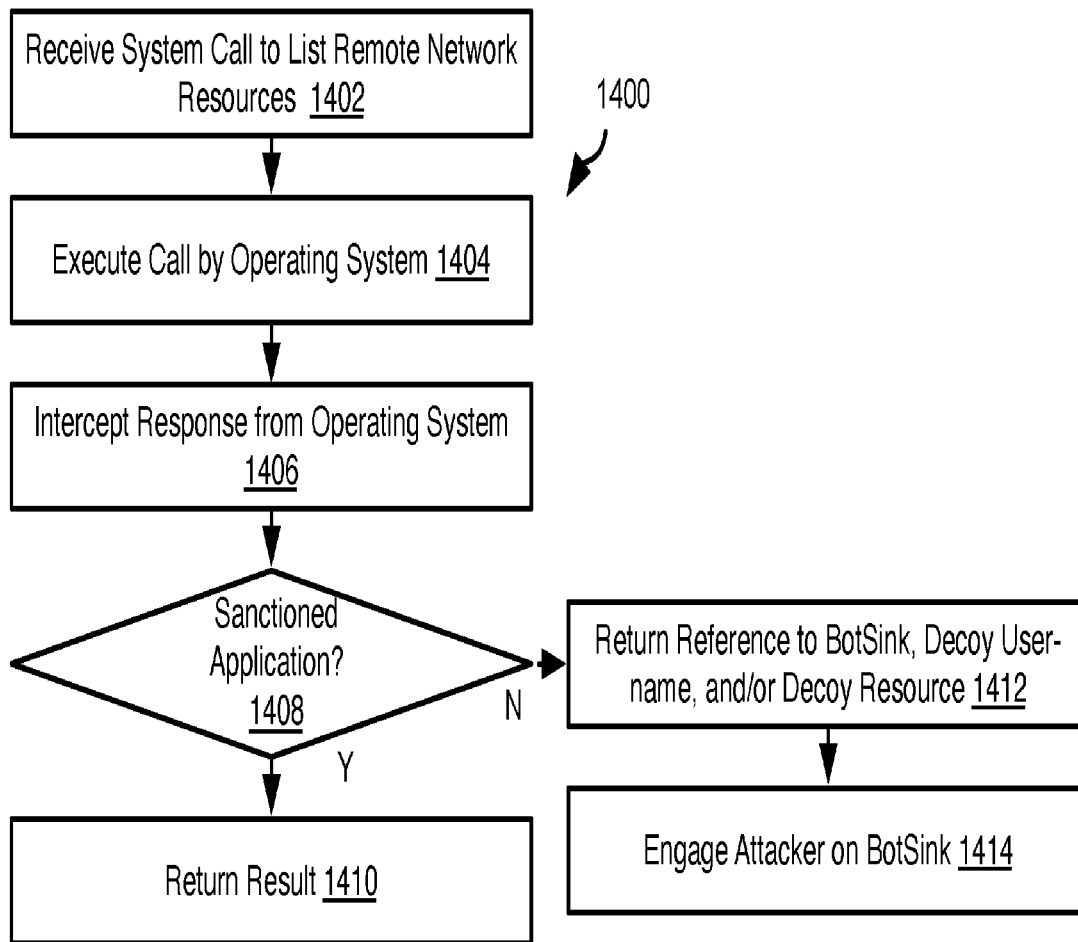 Receive System Call to List Remote Network
Resources 1402
1400
Execute Call by Operating System 1404
Intercept Response from Operating System
1406
Sanctioned
Application?
1408
N
Y
Return Reference to BotSink, Decoy User-
name, and/or Decoy Resource 1412
Return Result 1410
Engage Attacker on BotSink 1414